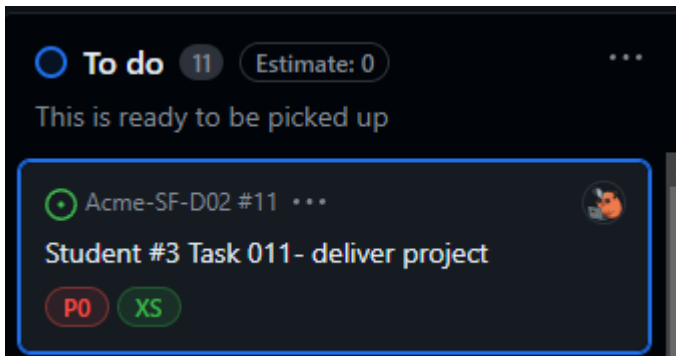 To do 11 Estimate: 0 ...
This is ready to be picked up
Acme-SF-D02 #11 ...
Student #3 Task 011- deliver project
P0 XS